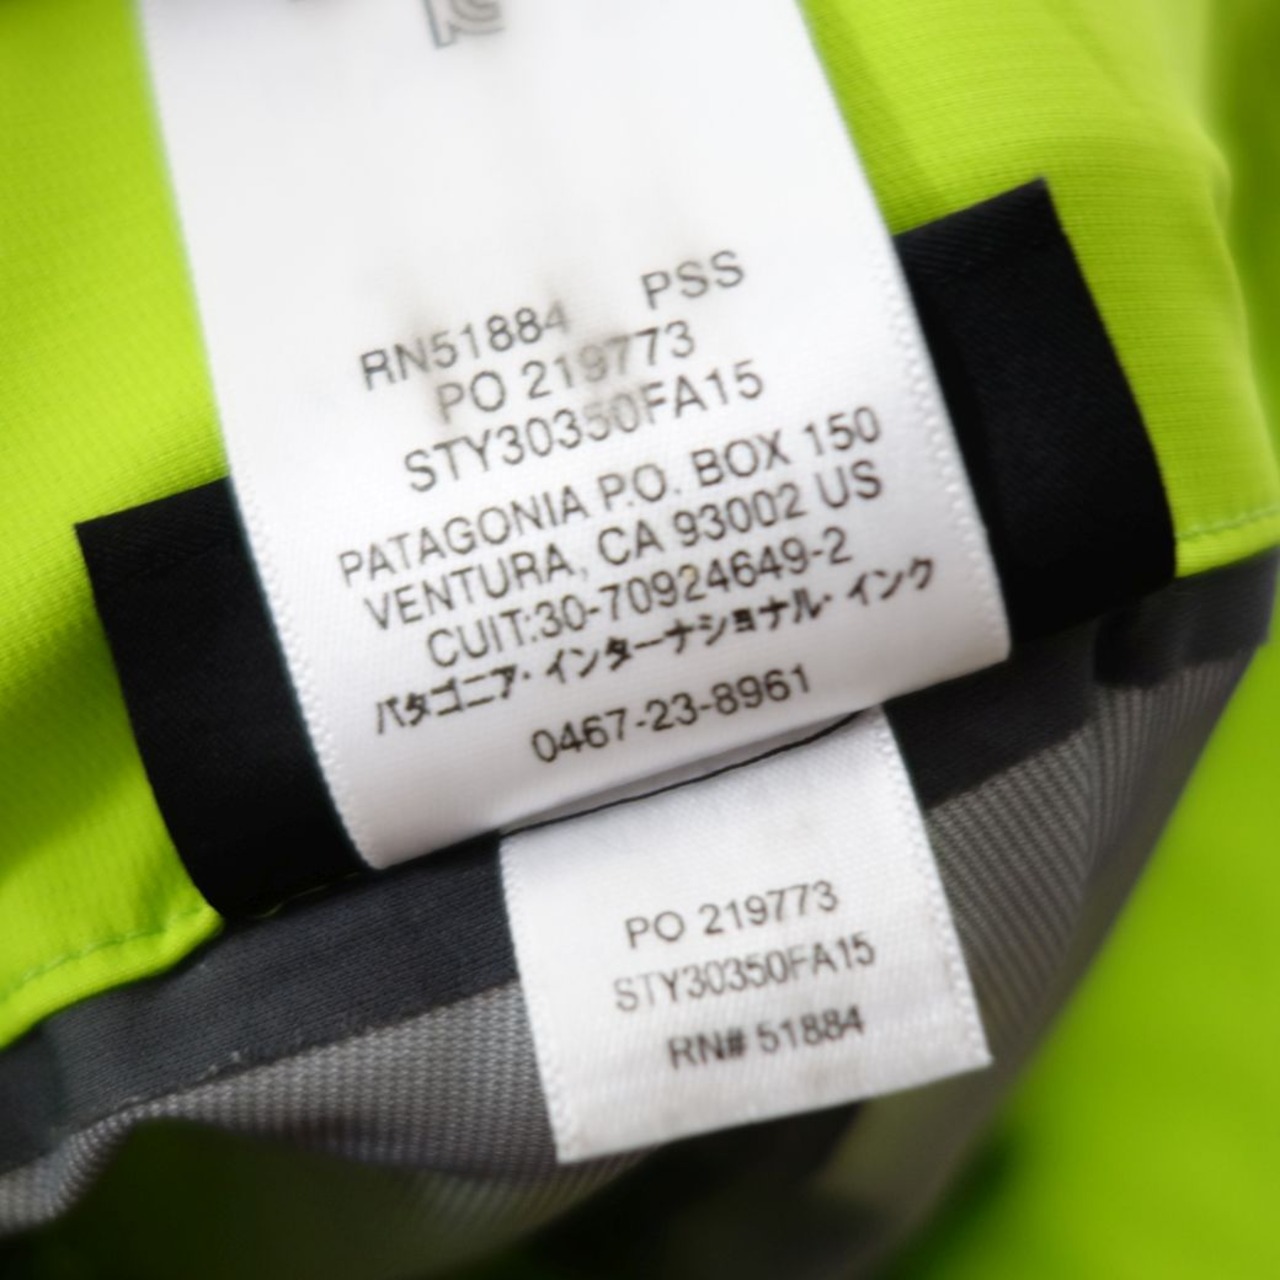 RN51884 PSS
PO 219773
STY30350FA15
PATAGONIA P.O. BOX 150
VENTURA, CA 93002 US
CUIT:30-70924649-2
パタゴニア・インターナショナル・インク
0467-23-8961
PO 219773
STY30350FA15
RN# 51884